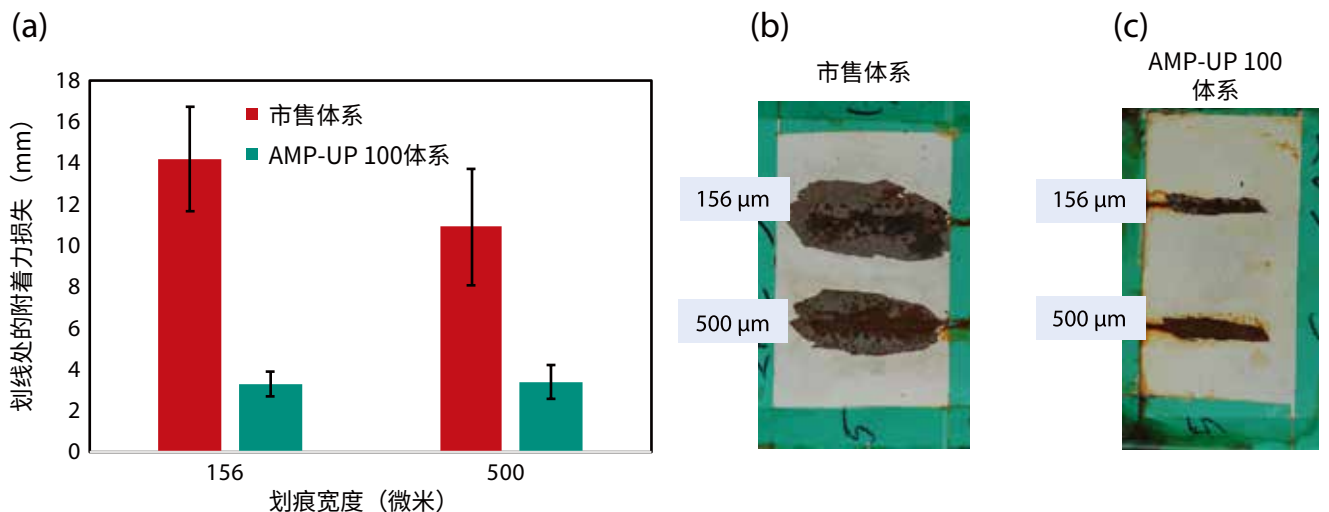 (a)
18
16
14
12
10
8
6
4
2
0
划线处的附着力损失（mm）
市售体系
AMP-UP 100体系
156
500
划痕宽度（微米）
(b)
市售体系
156 µm
500 µm
(c)
AMP-UP 100
体系
156 µm
500 µm